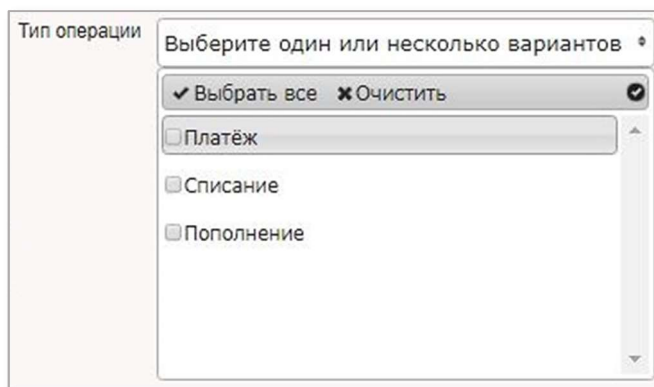 Тип операции
Выберите один или несколько вариантов
Выбрать все Очистить
Платёж
Списание
Пополнение